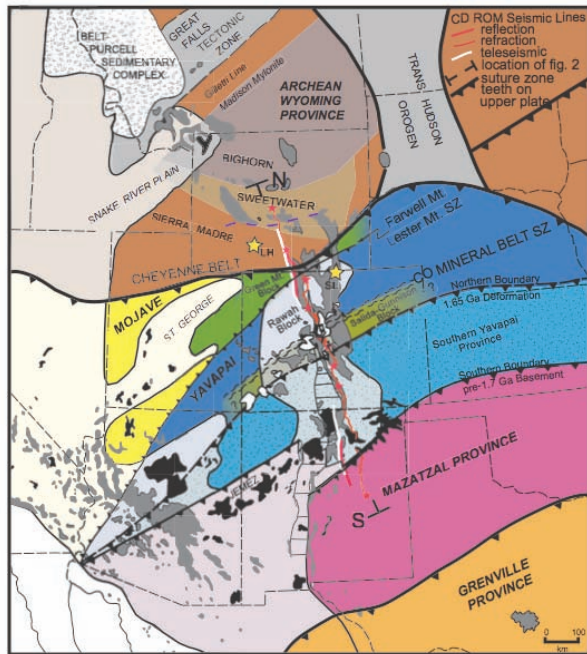 CD ROM Seismic Lines
reflection
refraction
teleseismic
location of fig. 2
suture zone
teeth on
upper plate
BELT
PURCELL
SEDIMENTARY
COMPLEX
GREAT
FALLS
TECTONIC
ZONE
Madison Mylonite
ARCHEAN
WYOMING
PROVINCE
TRANS HUDSON
OROGEN
Y
BIGHORN
N
SNAKE RIVER PLAIN
SWEETWATER
SIERRA MADRE
LH
Farwell Mt.
Lester Mt. SZ
CHEYENNE BELT
SL
CO MINERAL BELT SZ
Green Mt.
Block
MOJAVE
ST. GEORGE
Northern Boundary
1.65 Ga Deformation
Rawah
Block
Salida-Gunnison
Block
?
YAVAPAI
Southern Yavapai
Province
Southern Boundary
pre-1.7 Ga Basement
JEMEZ
MAZATZAL PROVINCE
S
GRENVILLE
PROVINCE
0 100
km